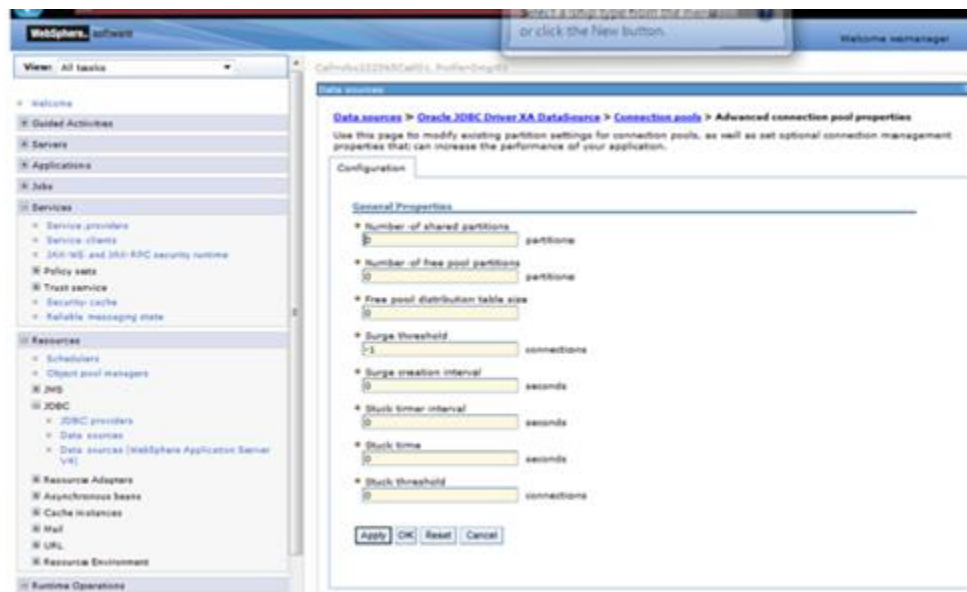 or click the New button.
WebSphere. software
Welcome
View: All tasks
Welcome
Guided Activities
Servers
Applications
Jobs
Services
Service providers
Service clients
JAX-WS and JAX-RPC security runtime
Policy sets
Trust service
Security cache
Reliable messaging state
Resources
Schedulers
Object pool managers
JMS
JDBC
JDBC providers
Data sources
Data sources (WebSphere Application Server V4)
Resource Adapters
Asynchronous beans
Cache instances
Mail
URL
Resource Environment
Runtime Operations
Data sources
Data sources > Oracle JDBC Driver XA DataSource > Connection pools > Advanced connection pool properties
Use this page to modify existing partition settings for connection pools, as well as set optional connection management properties that can increase the performance of your application.
Configuration
General Properties
* Number of shared partitions
0 partitions
* Number of free pool partitions
0 partitions
* Free pool distribution table size
0
* Surge threshold
-1 connections
* Surge creation interval
0 seconds
* Stuck timer interval
0 seconds
* Stuck time
0 seconds
* Stuck threshold
0 connections
Apply OK Reset Cancel